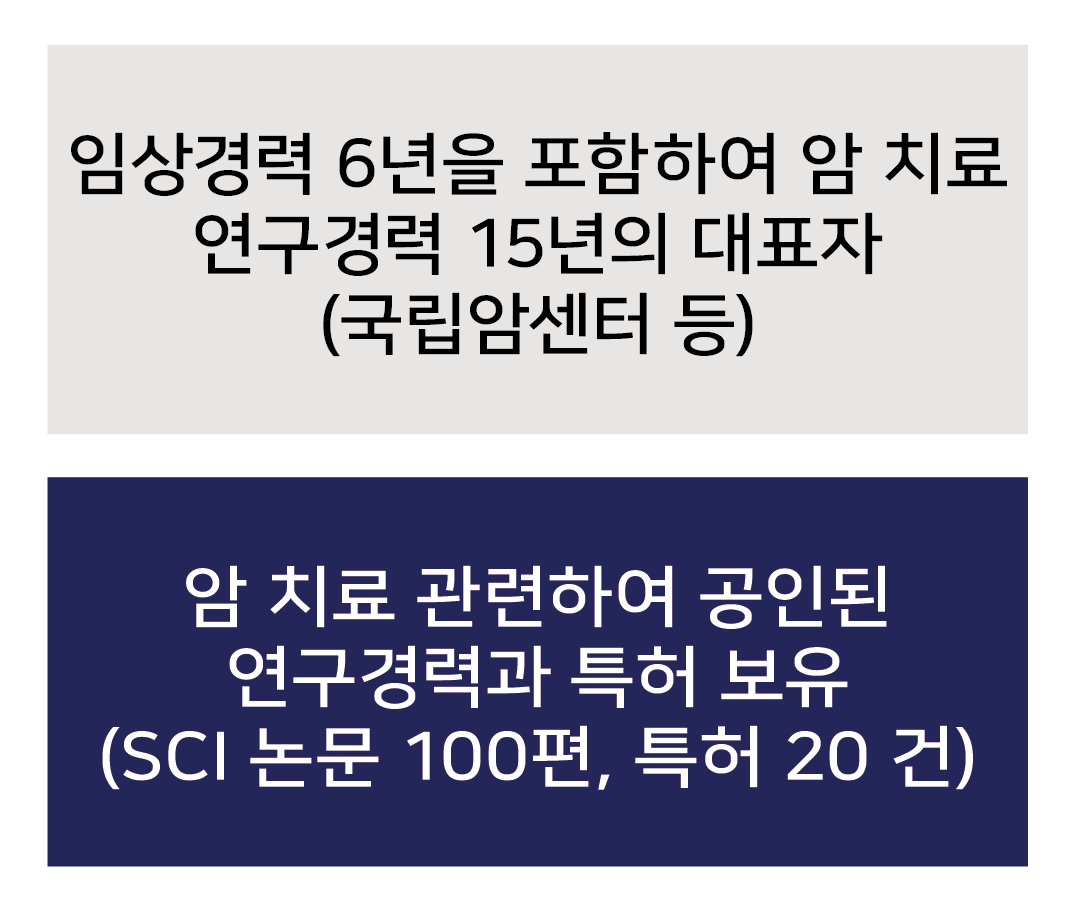 임상경력 6년을 포함하여 암 치료
연구경력 15년의 대표자
(국립암센터 등)
암 치료 관련하여 공인된
연구경력과 특허 보유
(SCI 논문 100편, 특허 20 건)